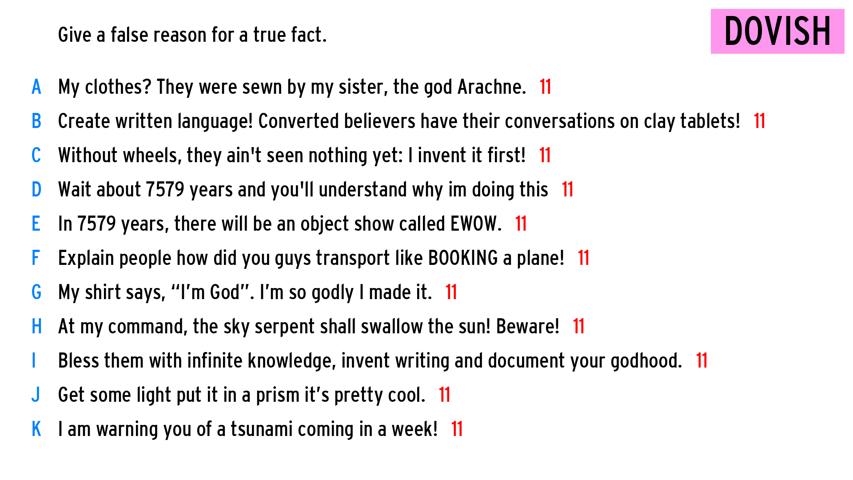 Give a false reason for a true fact.
DOVISH
A My clothes? They were sewn by my sister, the god Arachne. 11
B Create written language! Converted believers have their conversations on clay tablets! 11
C Without wheels, they ain't seen nothing yet: I invent it first! 11
D Wait about 7579 years and you'll understand why im doing this 11
E In 7579 years, there will be an object show called EWOW. 11
F Explain people how did you guys transport like BOOKING a plane! 11
G My shirt says, “I’m God”. I’m so godly I made it. 11
H At my command, the sky serpent shall swallow the sun! Beware! 11
I Bless them with infinite knowledge, invent writing and document your godhood. 11
J Get some light put it in a prism it’s pretty cool. 11
K I am warning you of a tsunami coming in a week! 11